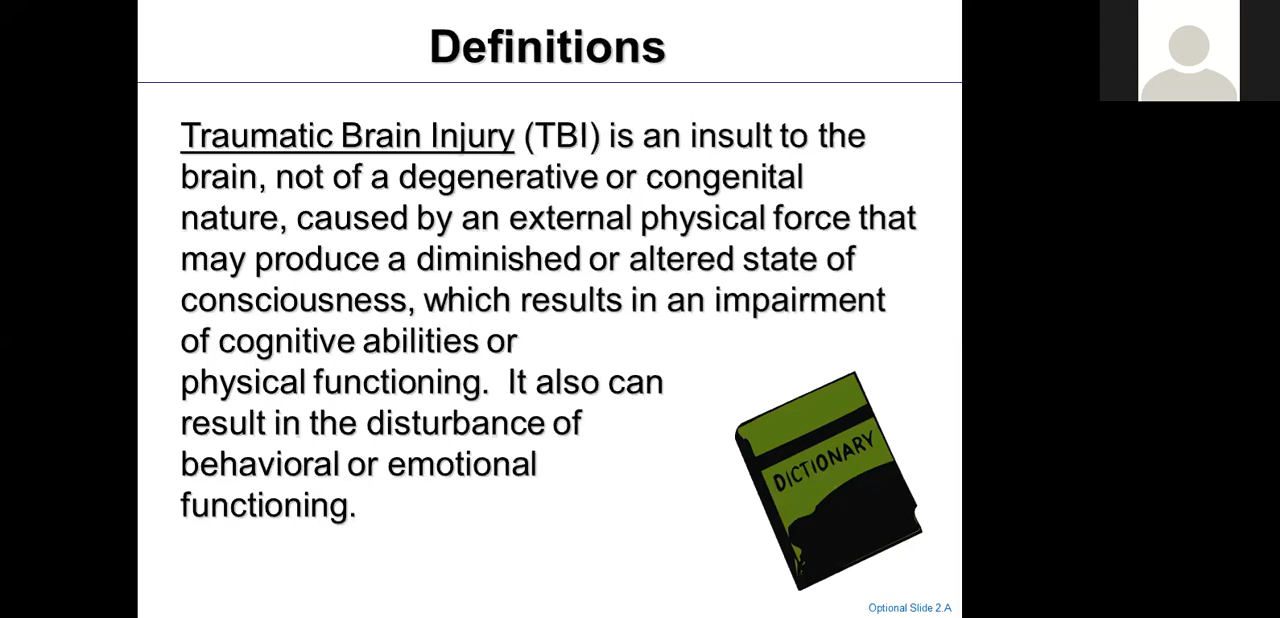 Definitions
Traumatic Brain Injury (TBI) is an insult to the
brain, not of a degenerative or congenital
nature, caused by an external physical force that
may produce a diminished or altered state of
consciousness, which results in an impairment
of cognitive abilities or
physical functioning.  It also can
result in the disturbance of
behavioral or emotional
functioning.
DICTIONARY
Optional Slide 2.A